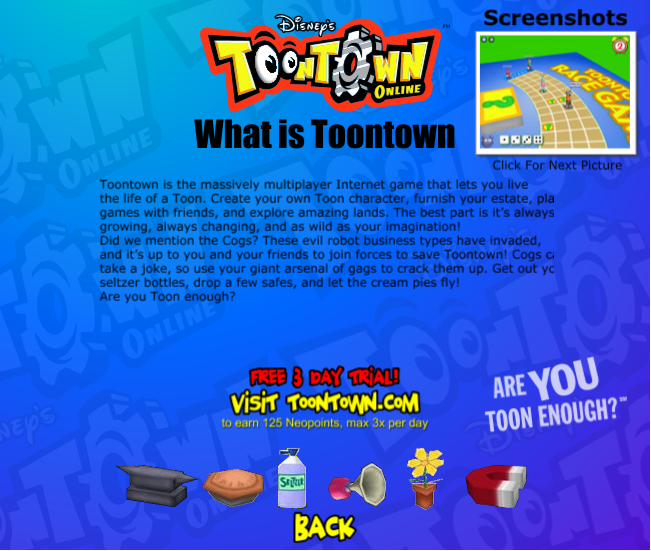 Disney's
TOONTOWN
ONLINE
™
Screenshots
What is Toontown
TOONTO
RACE GAM
?
Click For Next Picture
Toontown is the massively multiplayer Internet game that lets you live
the life of a Toon. Create your own Toon character, furnish your estate, pla
games with friends, and explore amazing lands. The best part is it's always
growing, always changing, and as wild as your imagination!
Did we mention the Cogs? These evil robot business types have invaded,
and it's up to you and your friends to join forces to save Toontown! Cogs ca
take a joke, so use your giant arsenal of gags to crack them up. Get out yo
seltzer bottles, drop a few safes, and let the cream pies fly!
Are you Toon enough?
FREE 3 DAY TRIAL!
VISIT TOONTOWN.COM
to earn 125 Neopoints, max 3x per day
ARE YOU
TOON ENOUGH?℠
SELTZER
BACK